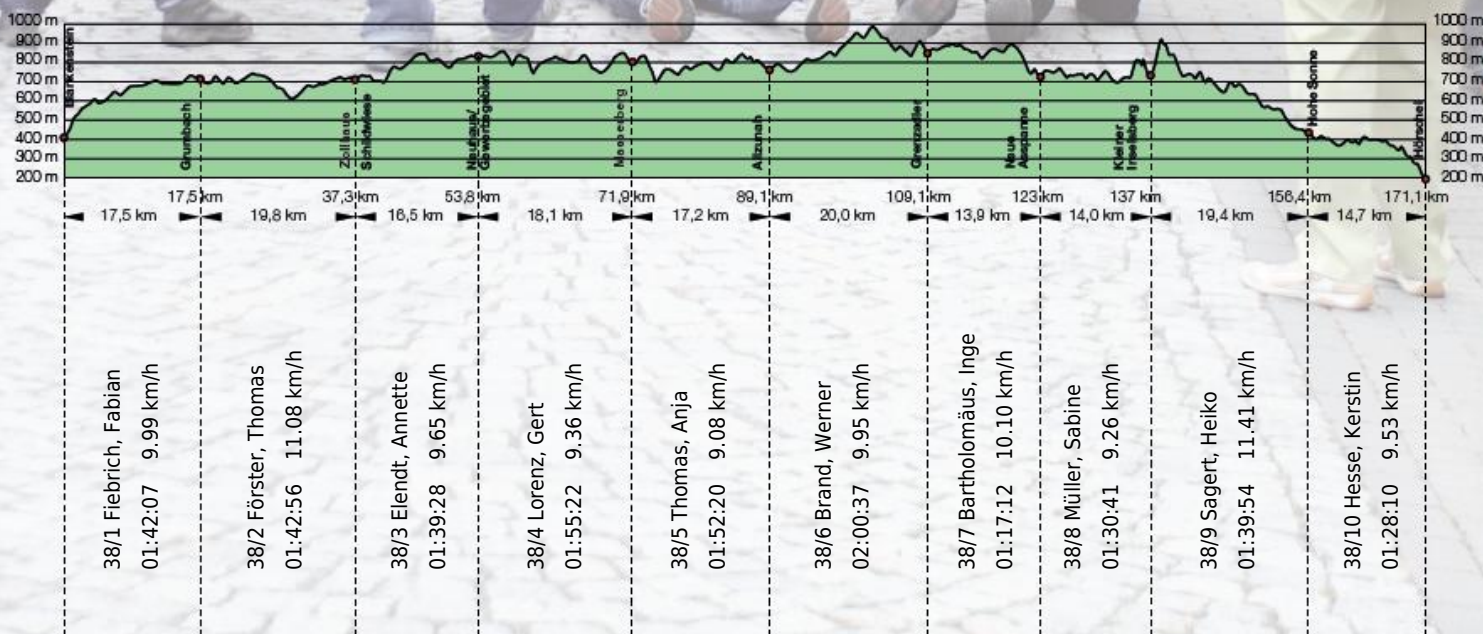 1000 m 1000 m
900 m 900 m
800 m 800 m
700 m 700 m
600 m 600 m
500 m 500 m
400 m 400 m
300 m 300 m
200 m 200 m
Blankenstein
Grumbach
Zollhaus
Schildwiese
Neuhaus/
Masserberg
Allzunah
Grenzadler
Neue
Kleiner
Inselsberg
Hohe Sonne
Hörschel
17,5 km 37,3 km 53,8 km 71,9 km 89,1 km 109,1 km 123 km 137 km 156,4 km 171,1 km
17,5 km 19,8 km 16,5 km 18,1 km 17,2 km 20,0 km 13,9 km 14,0 km 19,4 km 14,7 km
38/1 Fiebrich, Fabian
01:42:07 9.99 km/h
38/2 Förster, Thomas
01:42:56 11.08 km/h
38/3 Elendt, Annette
01:39:28 9.65 km/h
38/4 Lorenz, Gert
01:55:22 9.36 km/h
38/5 Thomas, Anja
01:52:20 9.08 km/h
38/6 Brand, Werner
02:00:37 9.95 km/h
38/7 Bartholomäus, Inge
01:17:12 10.10 km/h
38/8 Müller, Sabine
01:30:41 9.26 km/h
38/9 Sagert, Heiko
01:39:54 11.41 km/h
38/10 Hesse, Kerstin
01:28:10 9.53 km/h